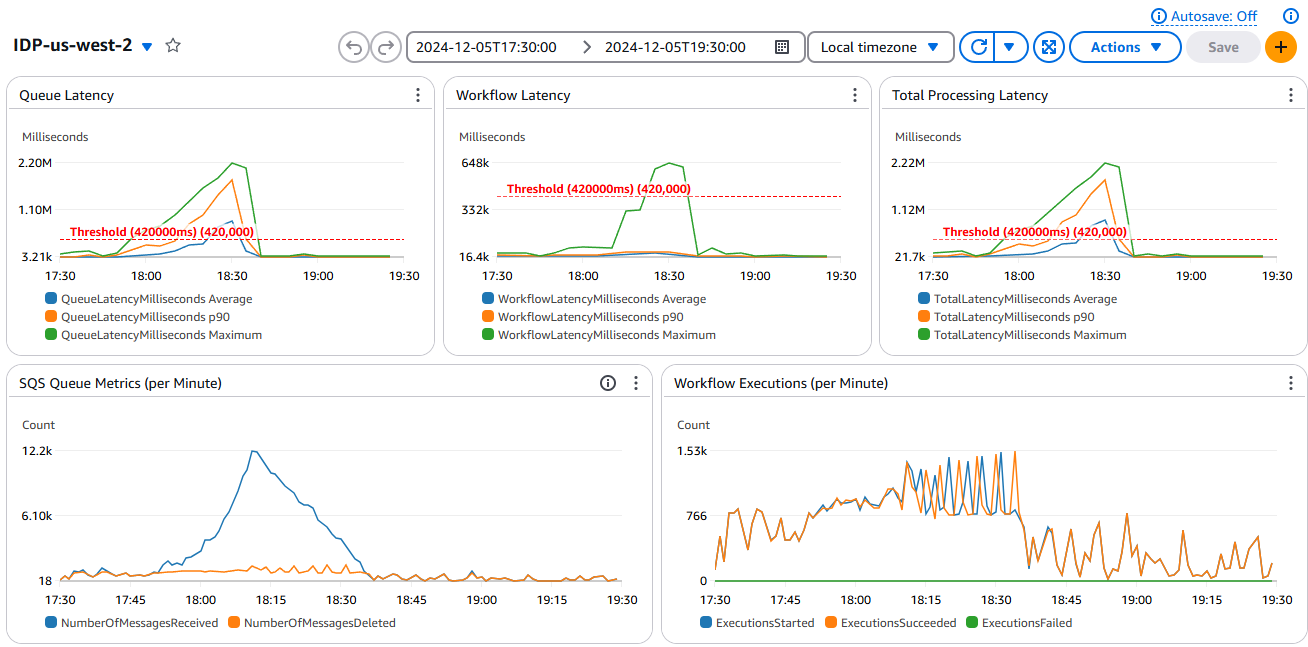 Autosave: Off
IDP-us-west-2
2024-12-05T17:30:00
2024-12-05T19:30:00
Local timezone
Actions
Save
Queue Latency
Milliseconds
2.20M
1.10M
3.21k
Threshold (420000ms) (420,000)
17:30 18:00 18:30 19:00 19:30
QueueLatencyMilliseconds Average
QueueLatencyMilliseconds p90
QueueLatencyMilliseconds Maximum
Workflow Latency
Milliseconds
648k
332k
16.4k
Threshold (420000ms) (420,000)
17:30 18:00 18:30 19:00 19:30
WorkflowLatencyMilliseconds Average
WorkflowLatencyMilliseconds p90
WorkflowLatencyMilliseconds Maximum
Total Processing Latency
Milliseconds
2.22M
1.12M
21.7k
Threshold (420000ms) (420,000)
17:30 18:00 18:30 19:00 19:30
TotalLatencyMilliseconds Average
TotalLatencyMilliseconds p90
TotalLatencyMilliseconds Maximum
SQS Queue Metrics (per Minute)
Count
12.2k
6.10k
18
17:30 17:45 18:00 18:15 18:30 18:45 19:00 19:15 19:30
NumberOfMessagesReceived NumberOfMessagesDeleted
Workflow Executions (per Minute)
Count
1.53k
766
0
17:30 17:45 18:00 18:15 18:30 18:45 19:00 19:15 19:30
ExecutionsStarted ExecutionsSucceeded ExecutionsFailed